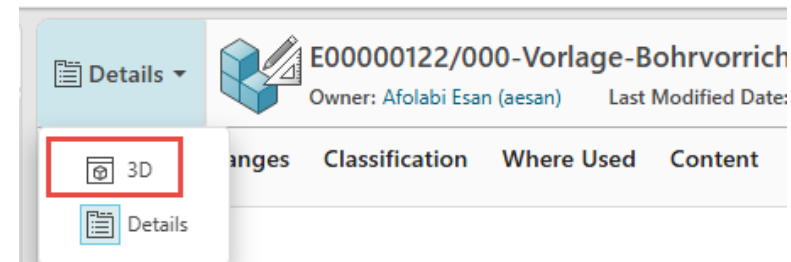 Details
E00000122/000-Vorlage-Bohrvorrich
Owner: Afolabi Esan (aesan) Last Modified Date:
anges Classification Where Used Content
3D
Details